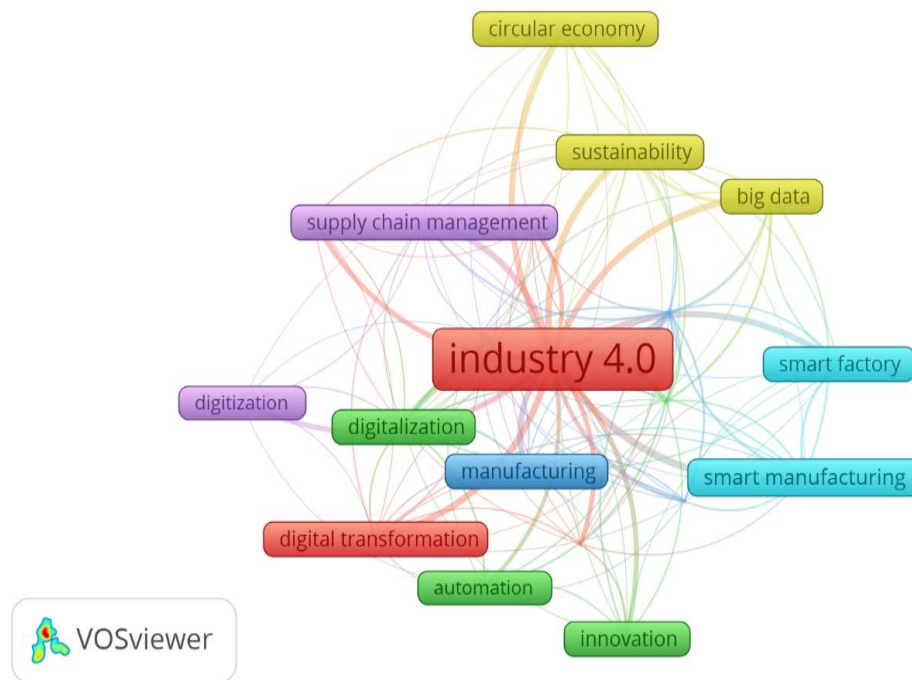 circular economy
sustainability
big data
supply chain management
industry 4.0
smart factory
digitization
digitalization
manufacturing
smart manufacturing
digital transformation
automation
innovation
VOSviewer